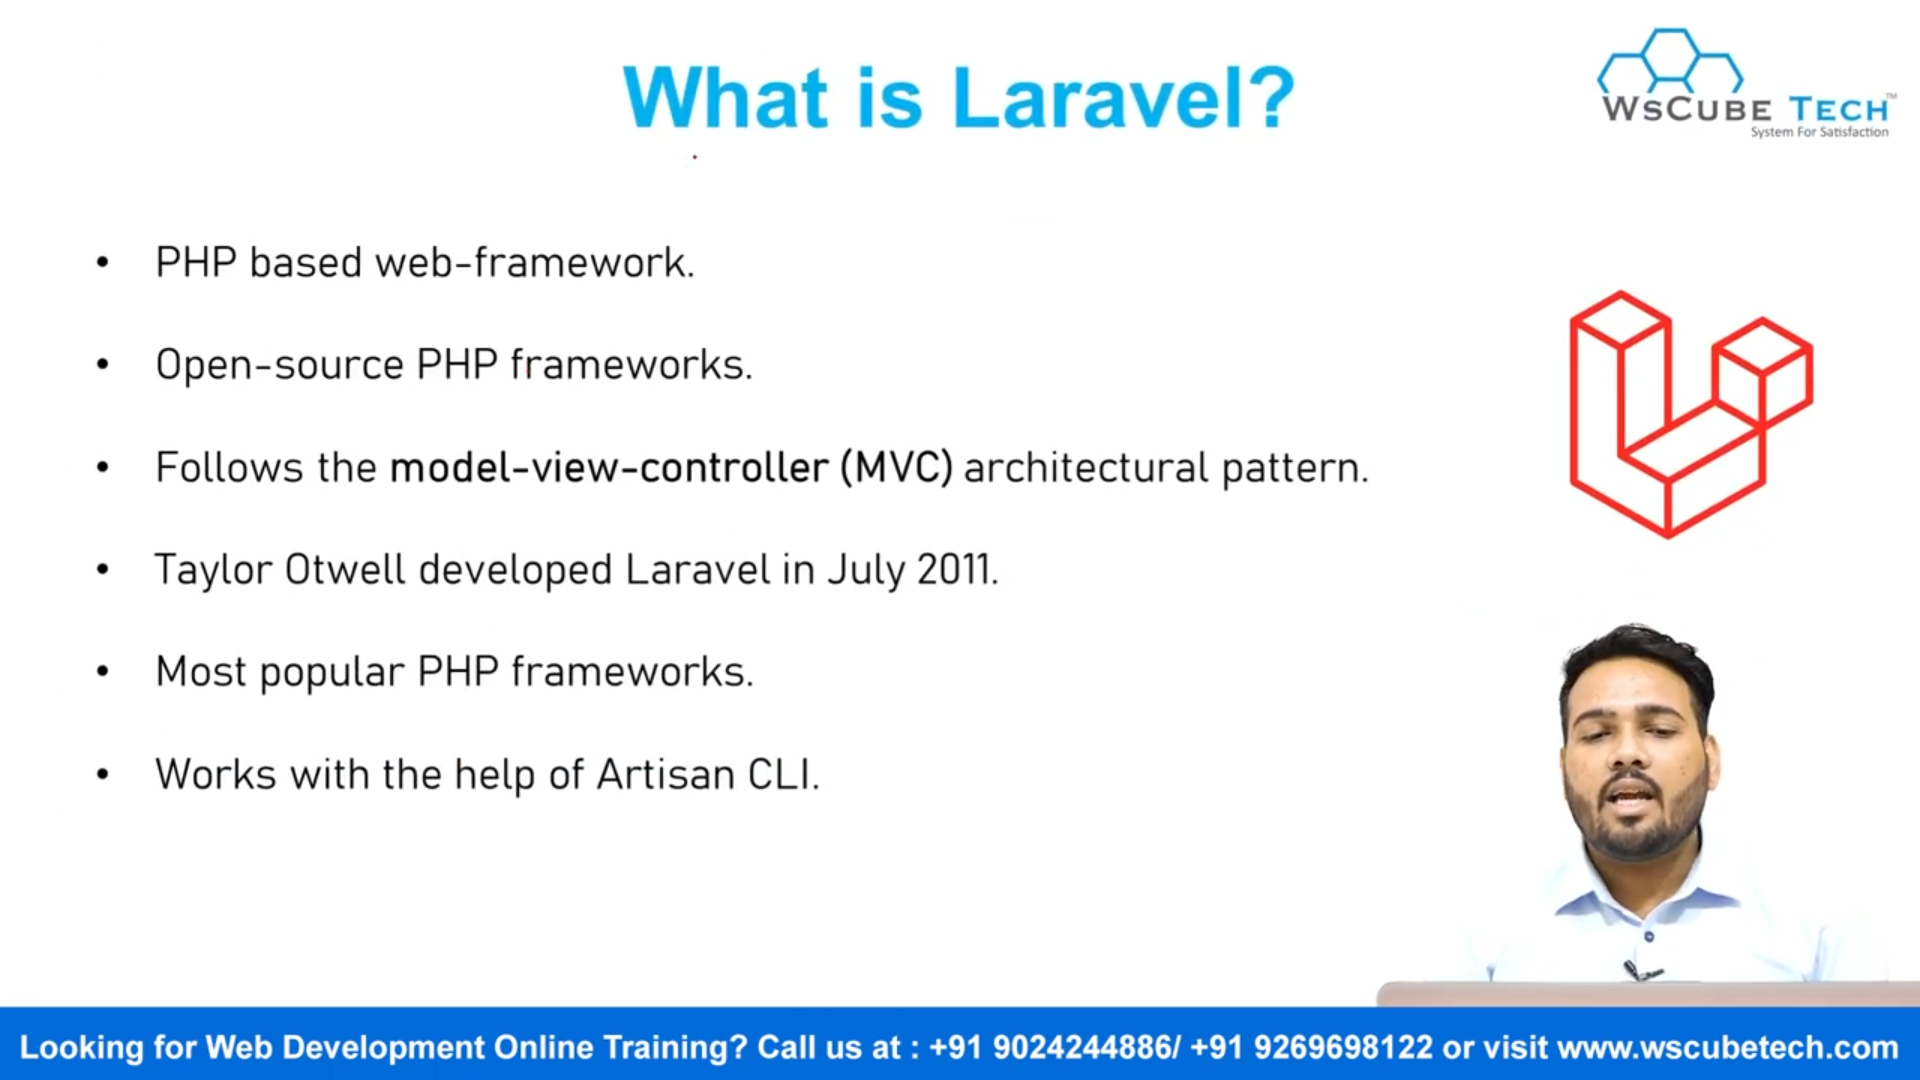 What is Laravel?
WsCube Tech™
System For Satisfaction
• PHP based web-framework.
• Open-source PHP frameworks.
• Follows the model-view-controller (MVC) architectural pattern.
• Taylor Otwell developed Laravel in July 2011.
• Most popular PHP frameworks.
• Works with the help of Artisan CLI.
Looking for Web Development Online Training? Call us at : +91 9024244886/ +91 9269698122 or visit www.wscubetech.com